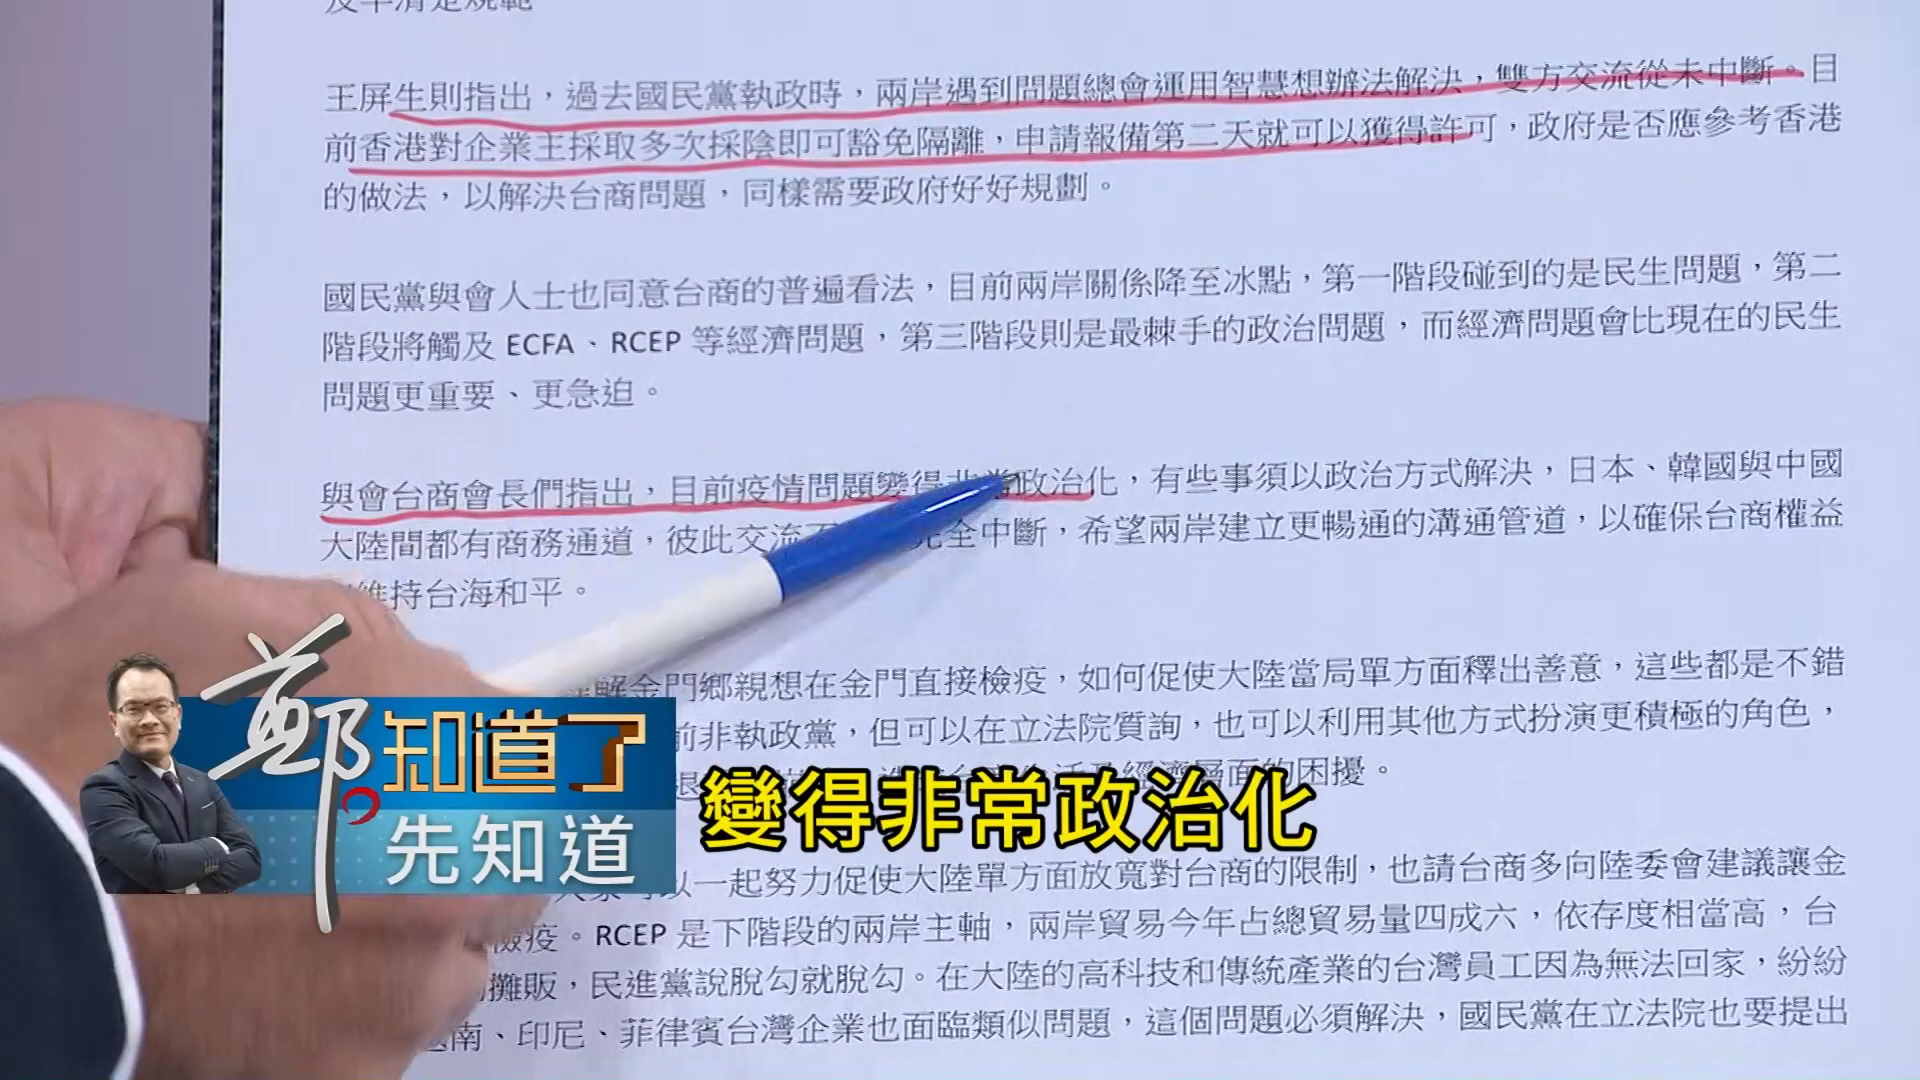 王屏生則指出，過去國民黨執政時，兩岸遇到問題總會運用智慧想辦法解決，雙方交流從未中斷。目
前香港對企業主採取多次採陰即可豁免隔離，申請報備第二天就可以獲得許可，政府是否應參考香港
的做法，以解決台商問題，同樣需要政府好好規劃。
國民黨與會人士也同意台商的普遍看法，目前兩岸關係降至冰點，第一階段碰到的是民生問題，第二
階段將觸及 ECFA、RCEP 等經濟問題，第三階段則是最棘手的政治問題，而經濟問題會比現在的民生
問題更重要、更急迫。
與會台商會長們指出，目前疫情問題變得非常政治化，有些事須以政治方式解決，日本、韓國與中國
大陸間都有商務通道，彼此交流 完全中斷，希望兩岸建立更暢通的溝通管道，以確保台商權益
維持台海和平。
解金門鄉親想在金門直接檢疫，如何促使大陸當局單方面釋出善意，這些都是不錯
前非執政黨，但可以在立法院質詢，也可以利用其他方式扮演更積極的角色，
層面的困擾。
鄭知道了
先知道
變得非常政治化
以一起努力促使大陸單方面放寬對台商的限制，也請台商多向陸委會建議讓金
檢疫。RCEP 是下階段的兩岸主軸，兩岸貿易今年占總貿易量四成六，依存度相當高，台
攤販，民進黨說脫勾就脫勾。在大陸的高科技和傳統產業的台灣員工因為無法回家，紛紛
南、印尼、菲律賓台灣企業也面臨類似問題，這個問題必須解決，國民黨在立法院也要提出